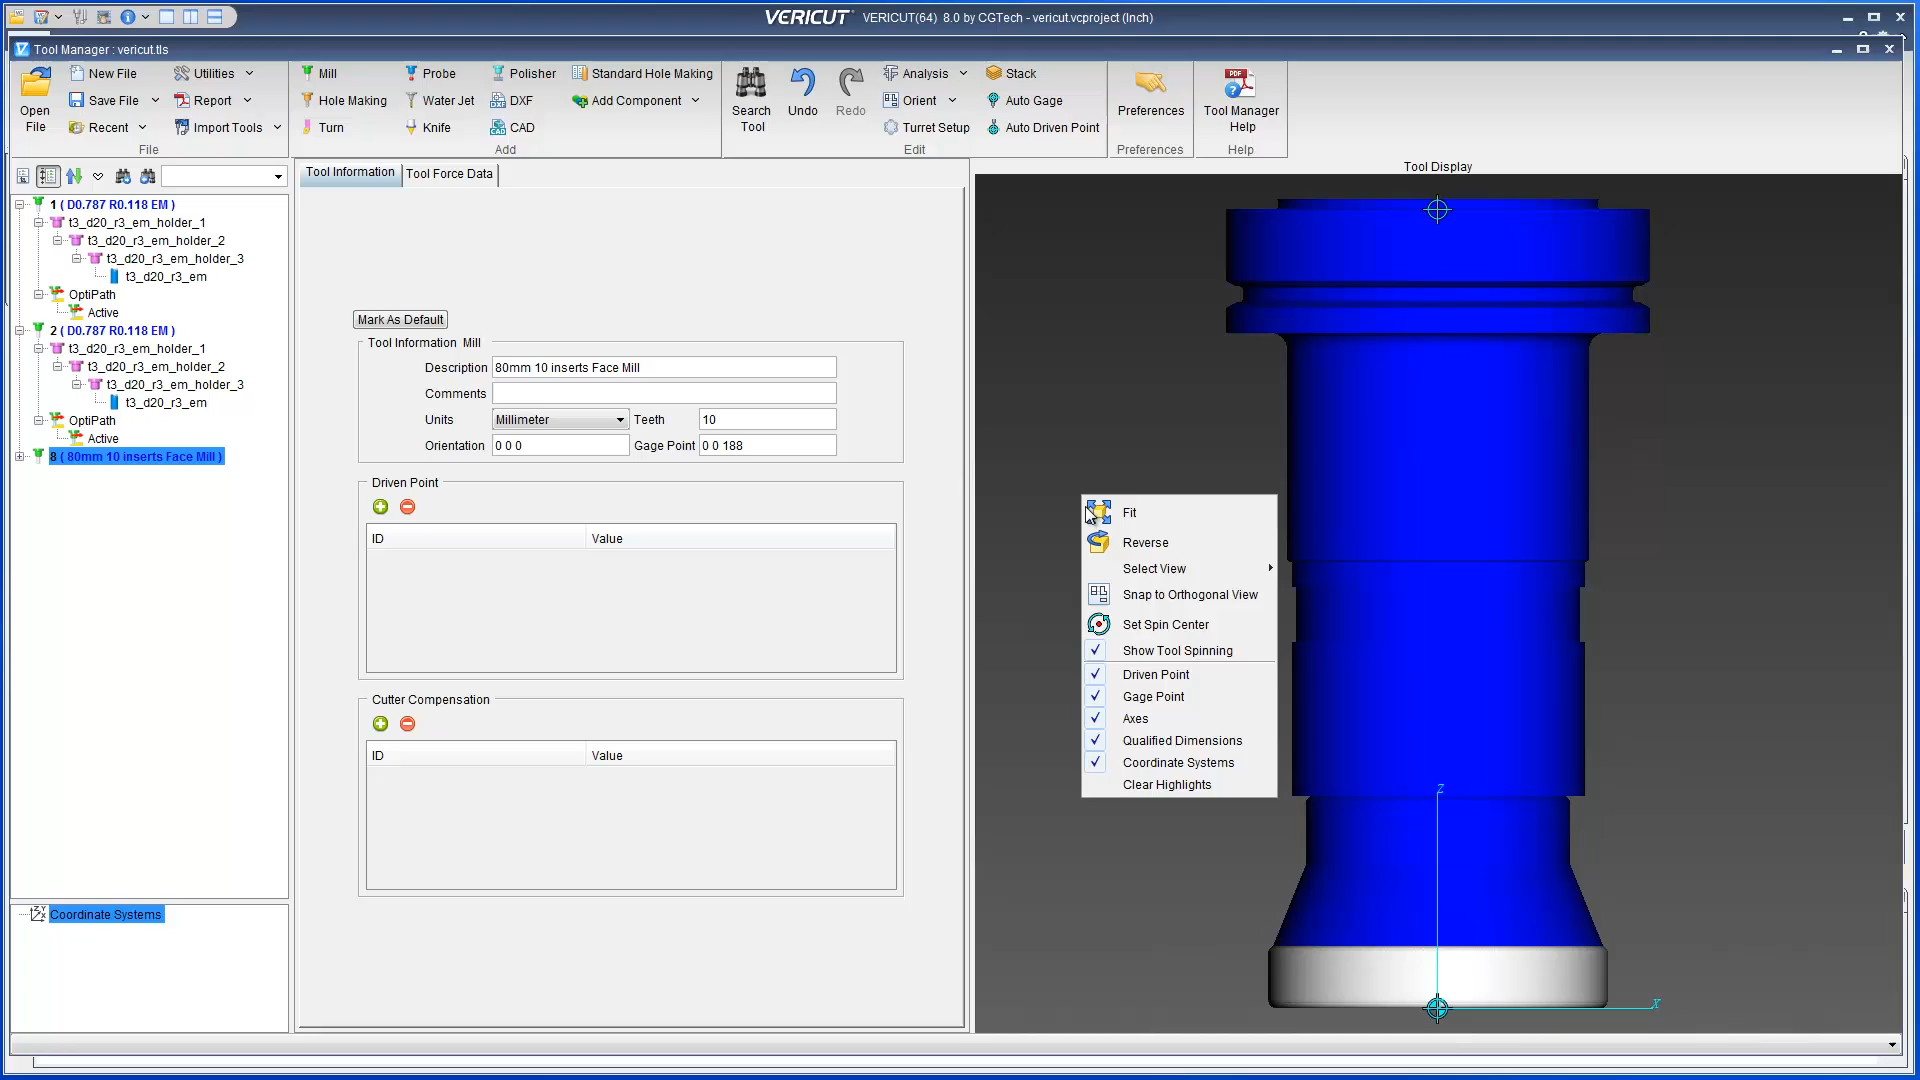 VERICUT VERICUT(64) 8.0 by CGTech - vericut.vcproject (Inch)
Tool Manager : vericut.tls
Open File
New File
Save File
Recent
Utilities
Report
Import Tools
File
Mill
Hole Making
Turn
Probe
Water Jet
Knife
Polisher
DXF
CAD
Standard Hole Making
Add Component
Add
Search Tool
Undo
Redo
Analysis
Orient
Turret Setup
Stack
Auto Gage
Auto Driven Point
Edit
Preferences
Preferences
PDF
Tool Manager Help
Help
1 ( D0.787 R0.118 EM )
t3_d20_r3_em_holder_1
t3_d20_r3_em_holder_2
t3_d20_r3_em_holder_3
t3_d20_r3_em
OptiPath
Active
2 ( D0.787 R0.118 EM )
t3_d20_r3_em_holder_1
t3_d20_r3_em_holder_2
t3_d20_r3_em_holder_3
t3_d20_r3_em
OptiPath
Active
8 ( 80mm 10 inserts Face Mill )
Coordinate Systems
Tool Information
Tool Force Data
Mark As Default
Tool Information Mill
Description 80mm 10 inserts Face Mill
Comments
Units Millimeter Teeth 10
Orientation 0 0 0 Gage Point 0 0 188
Driven Point
ID Value
Cutter Compensation
ID Value
Tool Display
Fit
Reverse
Select View
Snap to Orthogonal View
Set Spin Center
Show Tool Spinning
Driven Point
Gage Point
Axes
Qualified Dimensions
Coordinate Systems
Clear Highlights
Z
X